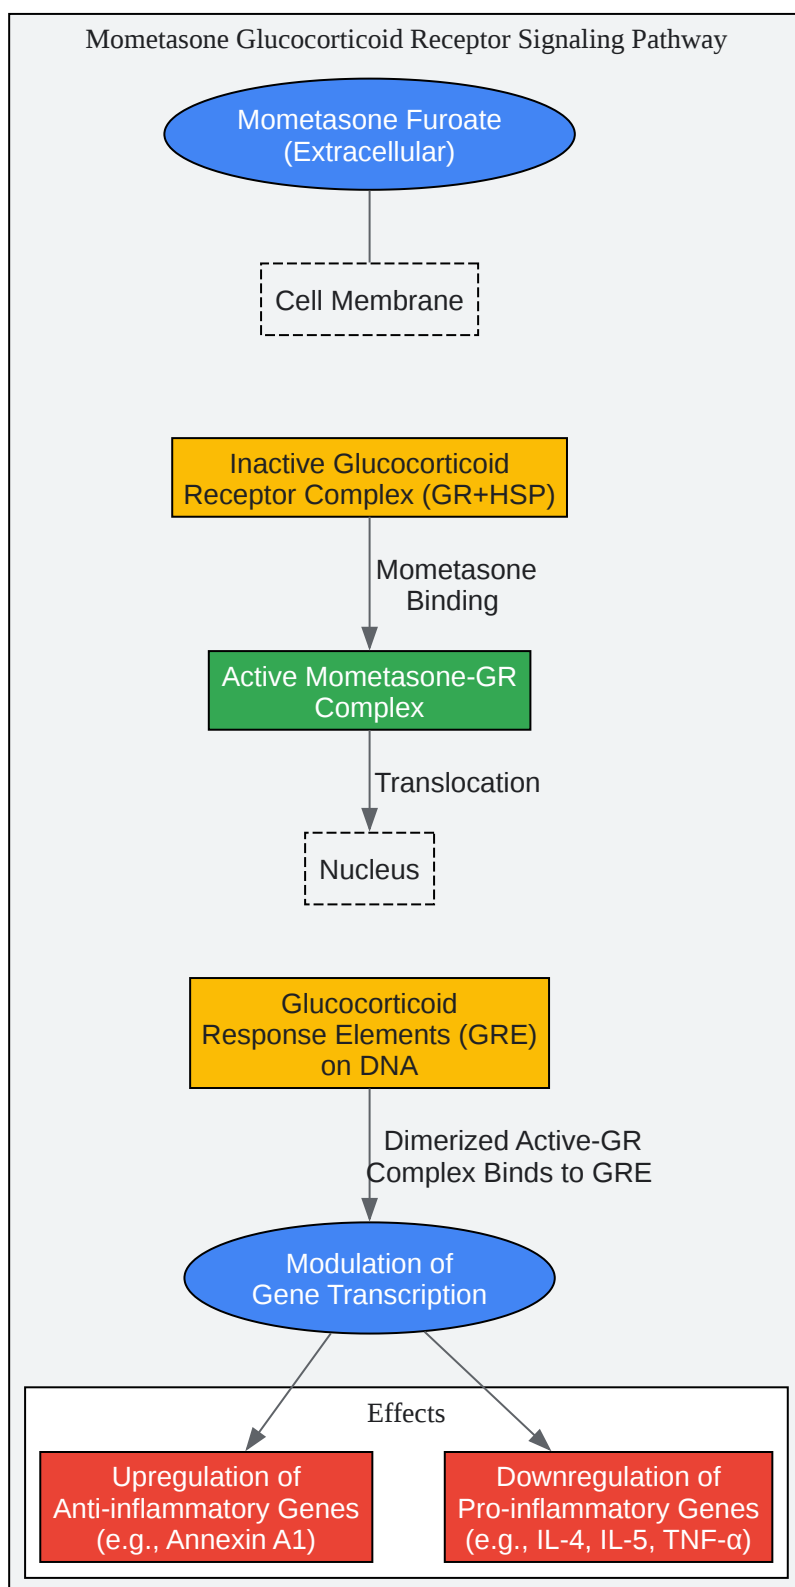 Mometasone Glucocorticoid Receptor Signaling Pathway
Mometasone Furoate
(Extracellular)
Cell Membrane
Inactive Glucocorticoid
Receptor Complex (GR+HSP)
Mometasone
Binding
Active Mometasone-GR
Complex
Translocation
Nucleus
Glucocorticoid
Response Elements (GRE)
on DNA
Dimerized Active-GR
Complex Binds to GRE
Modulation of
Gene Transcription
Effects
Upregulation of
Anti-inflammatory Genes
(e.g., Annexin A1)
Downregulation of
Pro-inflammatory Genes
(e.g., IL-4, IL-5, TNF-α)